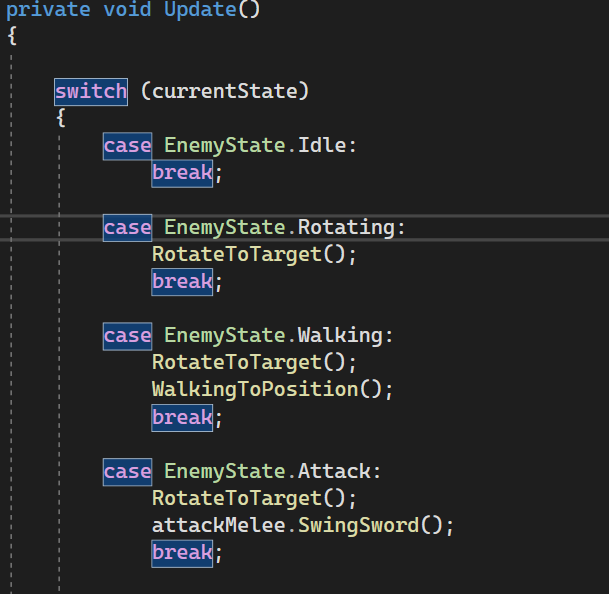 private void Update()
{
switch (currentState)
{
case EnemyState.Idle:
break;
case EnemyState.Rotating:
RotateToTarget();
break;
case EnemyState.Walking:
RotateToTarget();
WalkingToPosition();
break;
case EnemyState.Attack:
RotateToTarget();
attackMelee.SwingSword();
break;